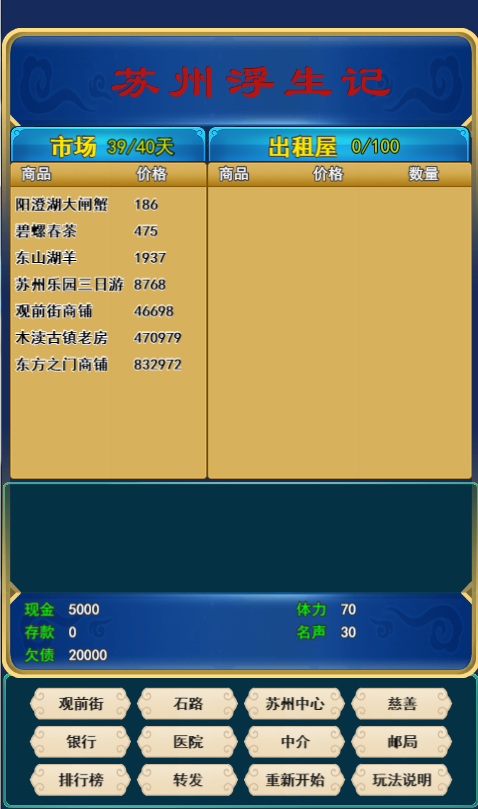 苏州浮生记
市场 39/40天 出租屋 0/100
商品 价格 商品 价格 数量
阳澄湖大闸蟹 186
碧螺春茶 475
东山湖羊 1937
苏州乐园三日游 8768
观前街商铺 46698
木渎古镇老房 470979
东方之门商铺 832972
现金 5000 体力 70
存款 0 名声 30
欠债 20000
观前街 石路 苏州中心 慈善
银行 医院 中介 邮局
排行榜 转发 重新开始 玩法说明